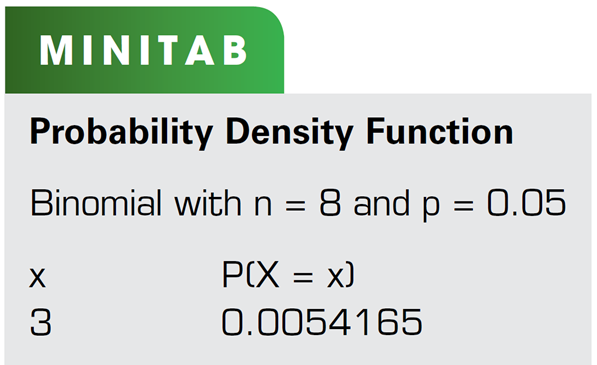 MINITAB
Probability Density Function
Binomial with n = 8 and p = 0.05
x P(X = x)
3 0.0054165